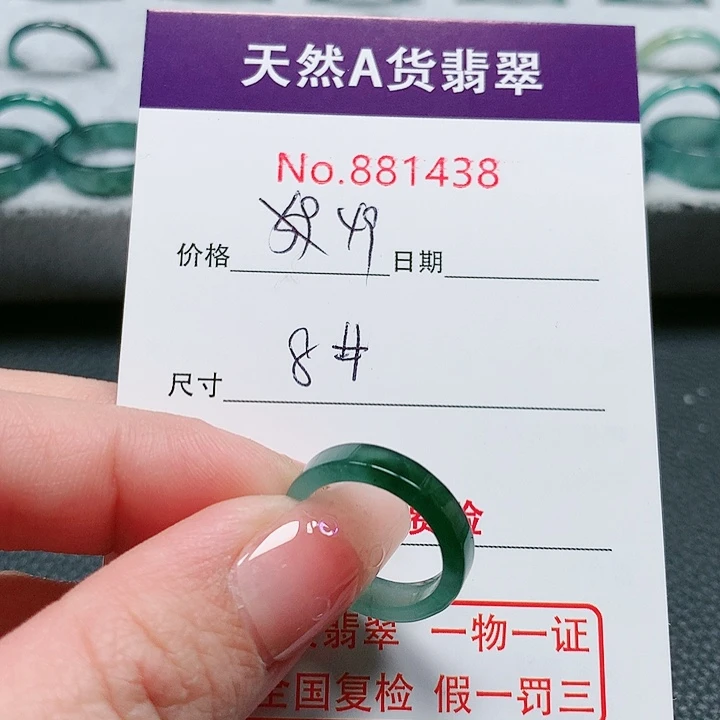 天然A货翡翠
No.881438
价格 49 日期
8#
尺寸
费检
翡翠 一物一证
全国复检 假一罚三